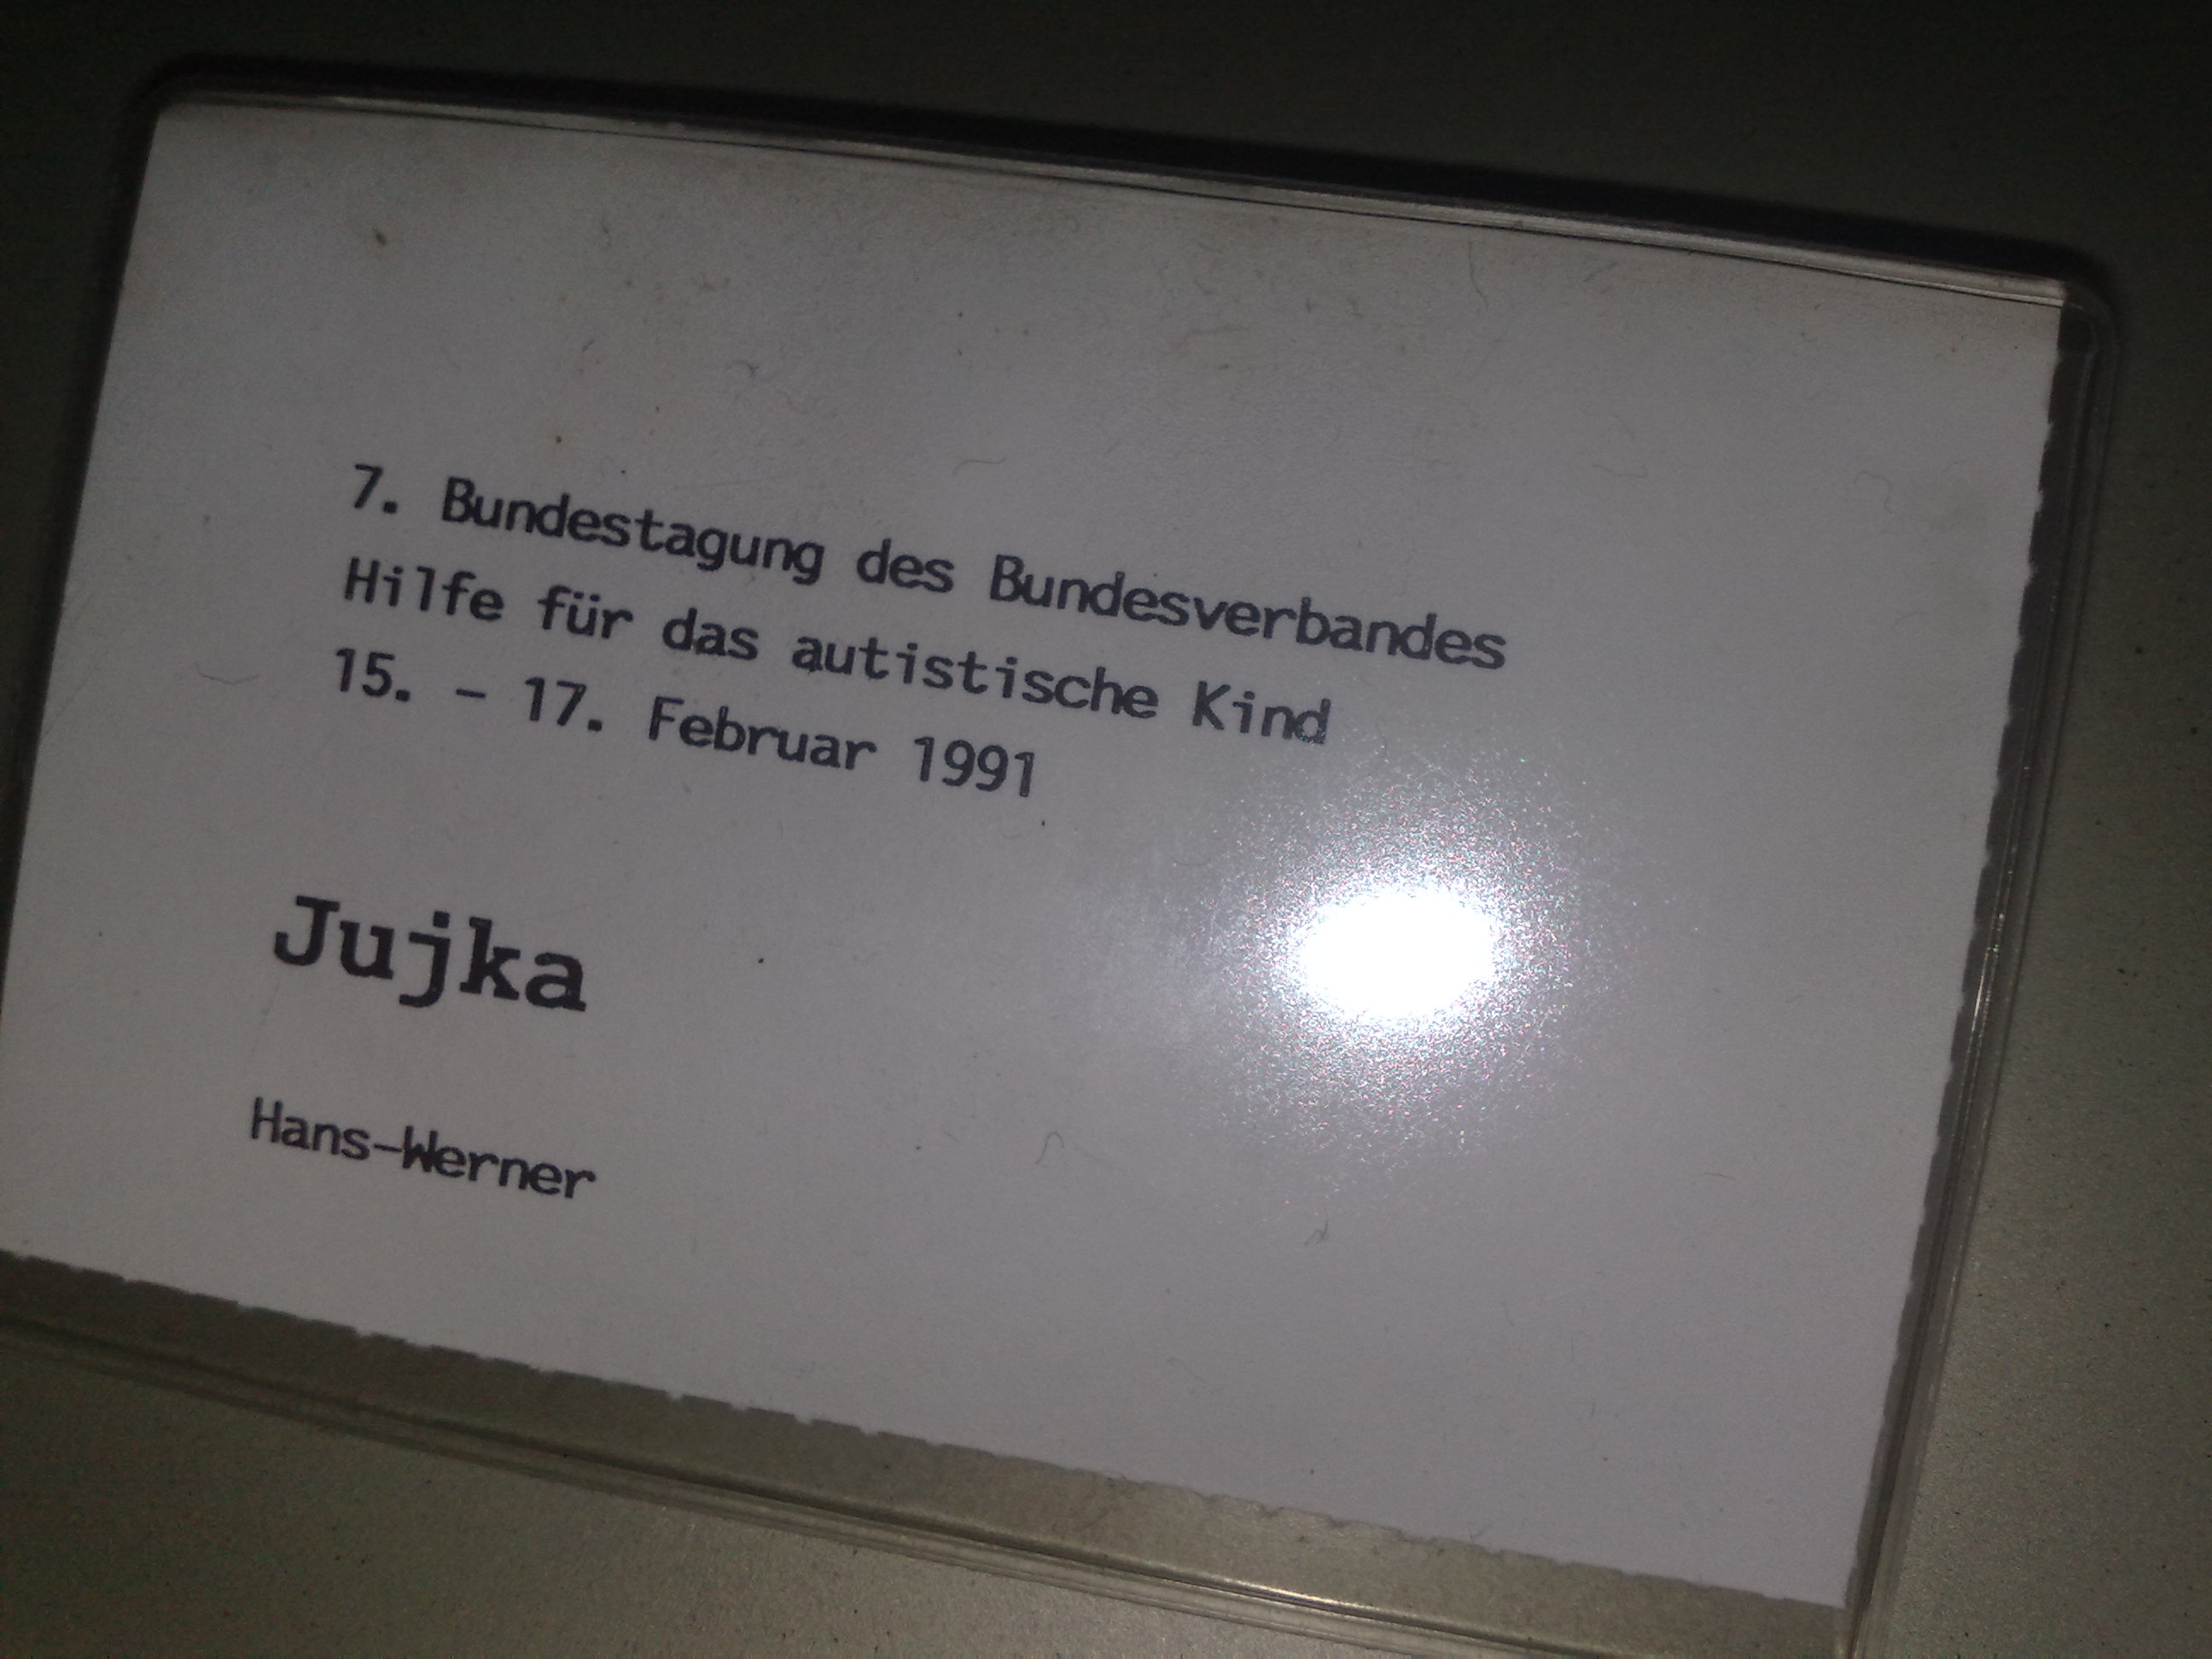 7. Bundestagung des Bundesverbandes
Hilfe für das autistische Kind
15. - 17. Februar 1991
Jujka
Hans-Werner